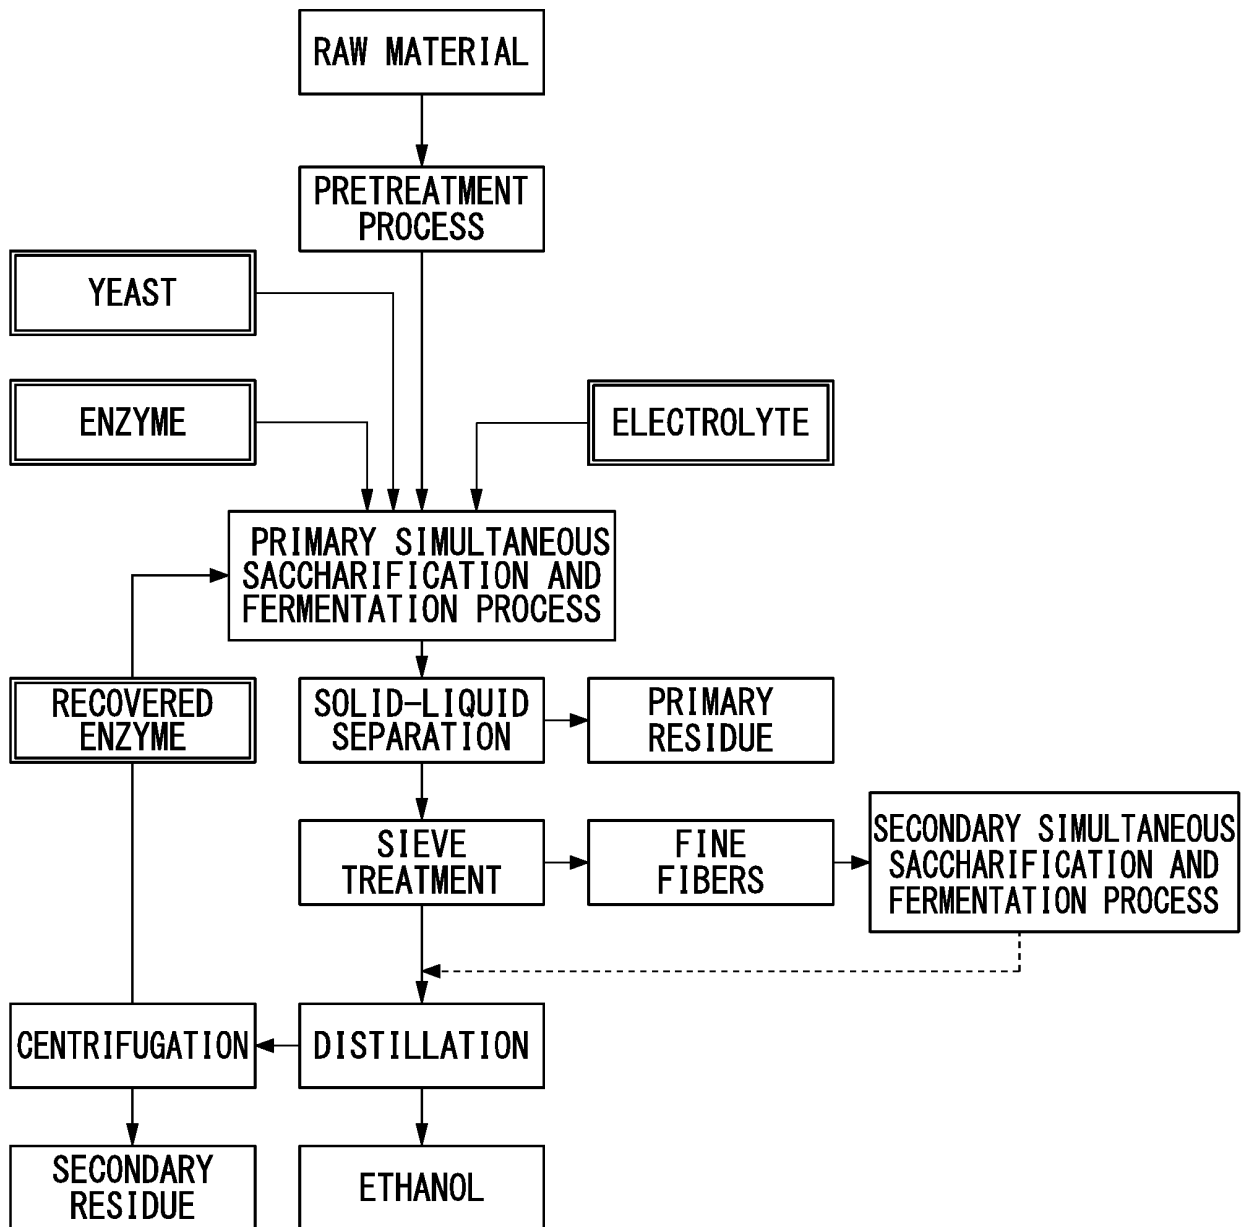 RAW MATERIAL
PRETREATMENT
PROCESS
YEAST
ENZYME
ELECTROLYTE
PRIMARY SIMULTANEOUS
SACCHARIFICATION AND
FERMENTATION PROCESS
RECOVERED
ENZYME
SOLID-LIQUID
SEPARATION
PRIMARY
RESIDUE
SIEVE
TREATMENT
FINE
FIBERS
SECONDARY SIMULTANEOUS
SACCHARIFICATION AND
FERMENTATION PROCESS
CENTRIFUGATION
DISTILLATION
SECONDARY
RESIDUE
ETHANOL